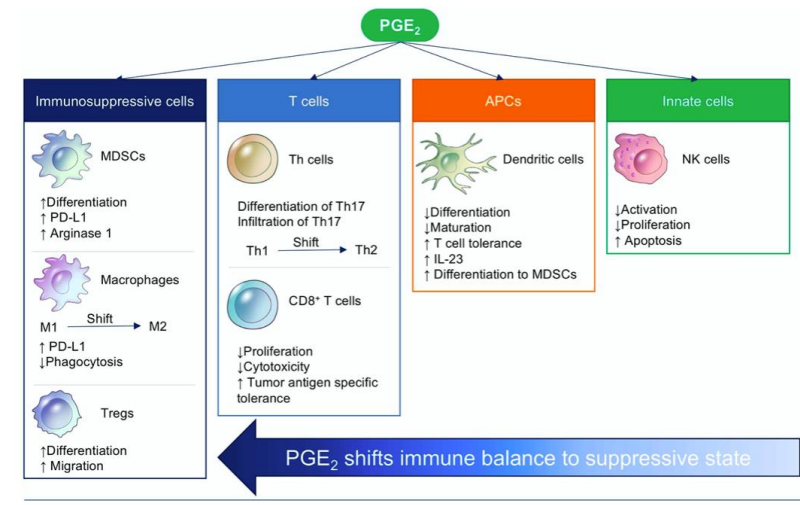 PGE₂
Immunosuppressive cells
MDSCs
↑Differentiation
↑ PD-L1
↑ Arginase 1
Macrophages
M1 Shift M2
↑ PD-L1
↓Phagocytosis
Tregs
↑Differentiation
↑ Migration
T cells
Th cells
Differentiation of Th17
Infiltration of Th17
Th1 Shift Th2
CD8⁺ T cells
↓Proliferation
↓Cytotoxicity
↑ Tumor antigen specific
tolerance
APCs
Dendritic cells
↓Differentiation
↓Maturation
↑ T cell tolerance
↑ IL-23
↑ Differentiation to MDSCs
Innate cells
NK cells
↓Activation
↓Proliferation
↑ Apoptosis
PGE₂ shifts immune balance to suppressive state